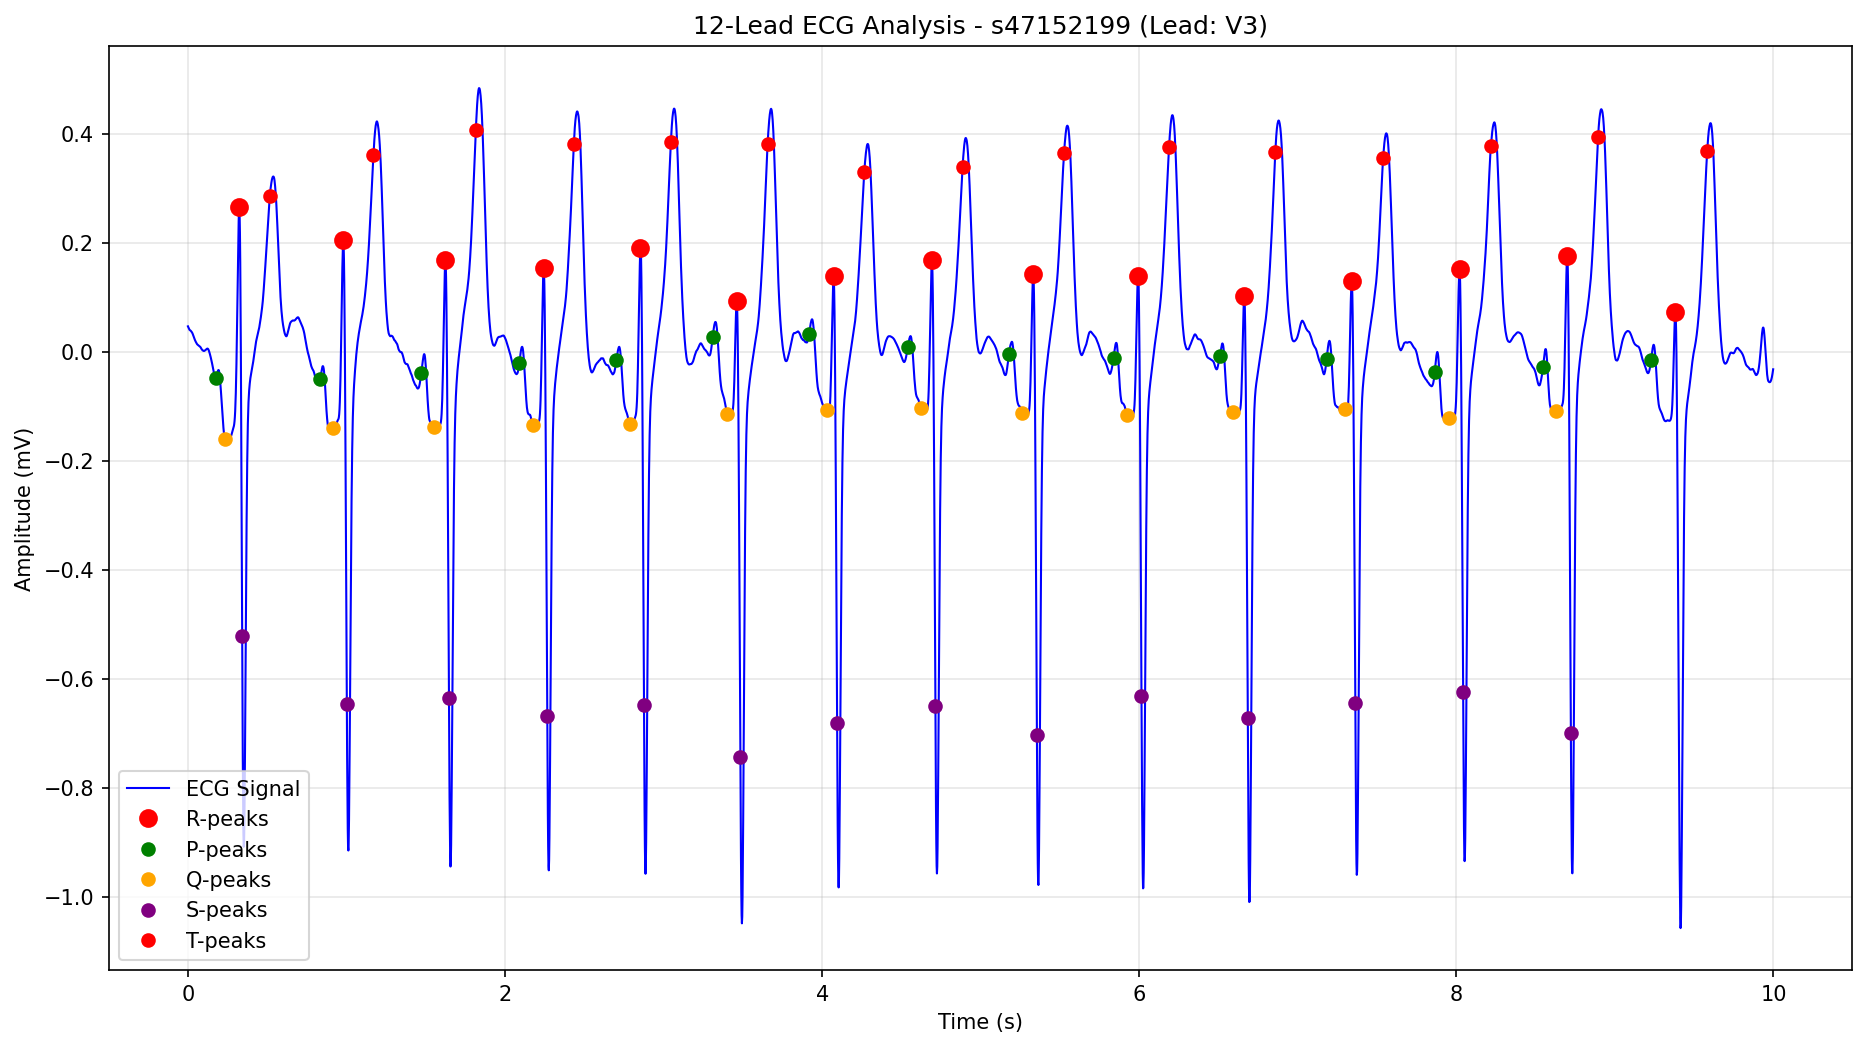 12-Lead ECG Analysis - s47152199 (Lead: V3)
Amplitude (mV)
0.4
0.2
0.0
−0.2
−0.4
−0.6
−0.8
−1.0
ECG Signal
R-peaks
P-peaks
Q-peaks
S-peaks
T-peaks
0 2 4 6 8 10
Time (s)